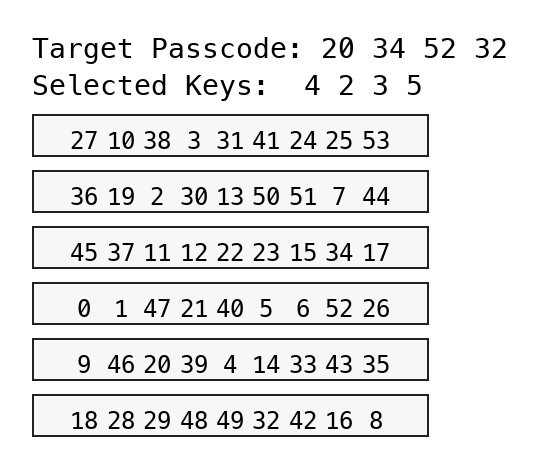 Target Passcode: 20 34 52 32
Selected Keys: 4 2 3 5
27 10 38 3 31 41 24 25 53
36 19 2 30 13 50 51 7 44
45 37 11 12 22 23 15 34 17
0 1 47 21 40 5 6 52 26
9 46 20 39 4 14 33 43 35
18 28 29 48 49 32 42 16 8